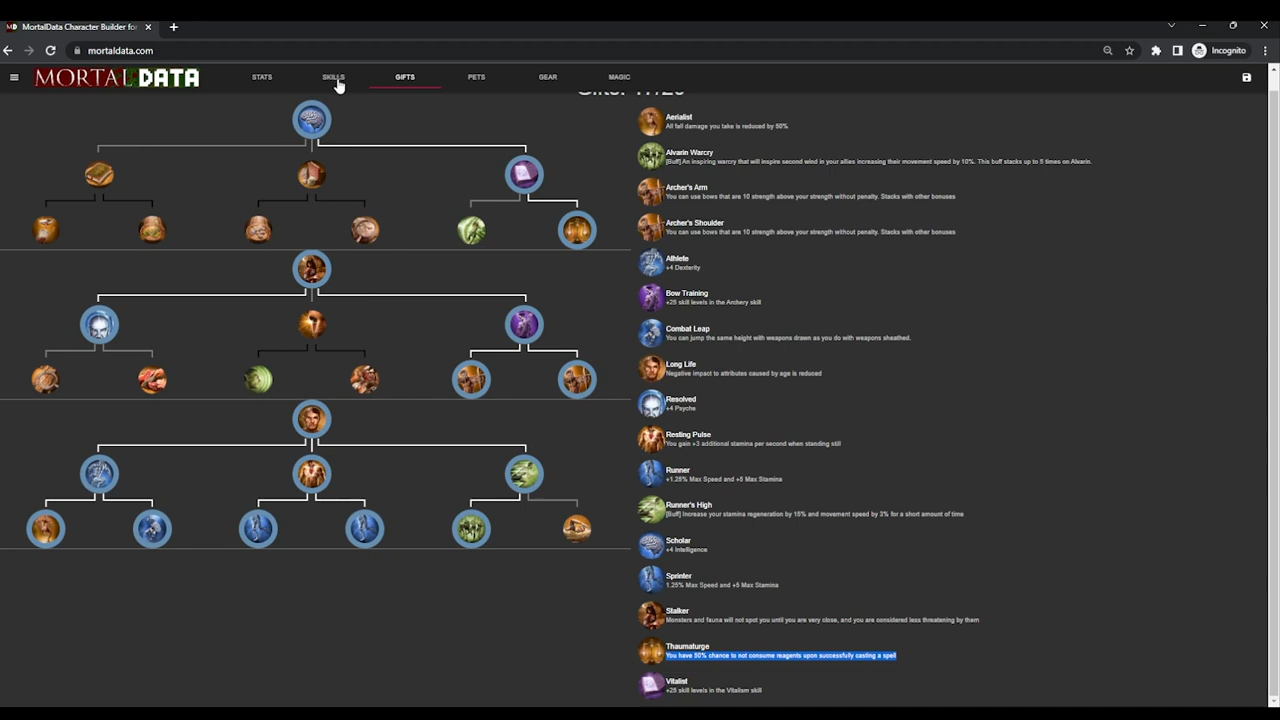 MD MortalData Character Builder for
mortaldata.com
Incognito
MORTALDATA
STATS
SKILLS
GIFTS
PETS
GEAR
MAGIC
Aerialist
All fall damage you take is reduced by 50%
Alvarin Warcry
[Buff] An inspiring warcry that will inspire second wind in your allies increasing their movement speed by 10%. This buff stacks up to 5 times on Alvarin.
Archer's Arm
You can use bows that are 10 strength above your strength without penalty. Stacks with other bonuses
Archer's Shoulder
You can use bows that are 10 strength above your strength without penalty. Stacks with other bonuses
Athlete
+4 Dexterity
Bow Training
+25 skill levels in the Archery skill
Combat Leap
You can jump the same height with weapons drawn as you do with weapons sheathed.
Long Life
Negative impact to attributes caused by age is reduced
Resolved
+4 Psyche
Resting Pulse
You gain +3 additional stamina per second when standing still
Runner
+1.25% Max Speed and +5 Max Stamina
Runner's High
[Buff] Increase your stamina regeneration by 15% and movement speed by 3% for a short amount of time
Scholar
+4 Intelligence
Sprinter
1.25% Max Speed and +5 Max Stamina
Stalker
Monsters and fauna will not spot you until you are very close, and you are considered less threatening by them
Thaumaturge
You have 50% chance to not consume reagents upon successfully casting a spell
Vitalist
+25 skill levels in the Vitalism skill